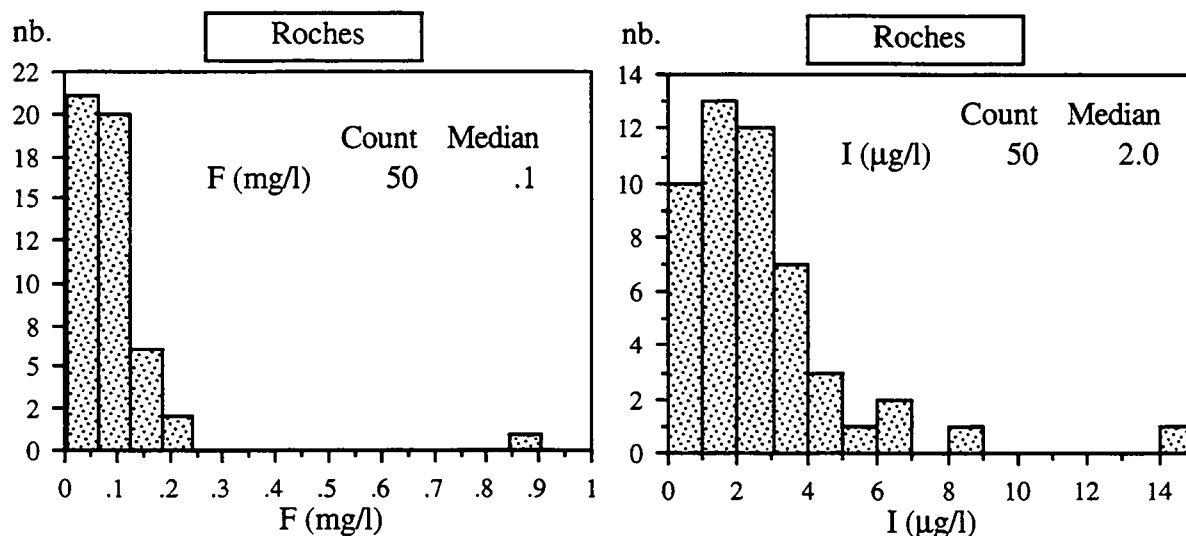 nb.
Roches
22
20
18
15
12
10
8
5
2
0
Count Median
F (mg/l) 50 .1
0 .1 .2 .3 .4 .5 .6 .7 .8 .9 1
F (mg/l)
nb.
Roches
14
12
10
8
6
4
2
0
Count Median
I (µg/l) 50 2.0
0 2 4 6 8 10 12 14
I (µg/l)